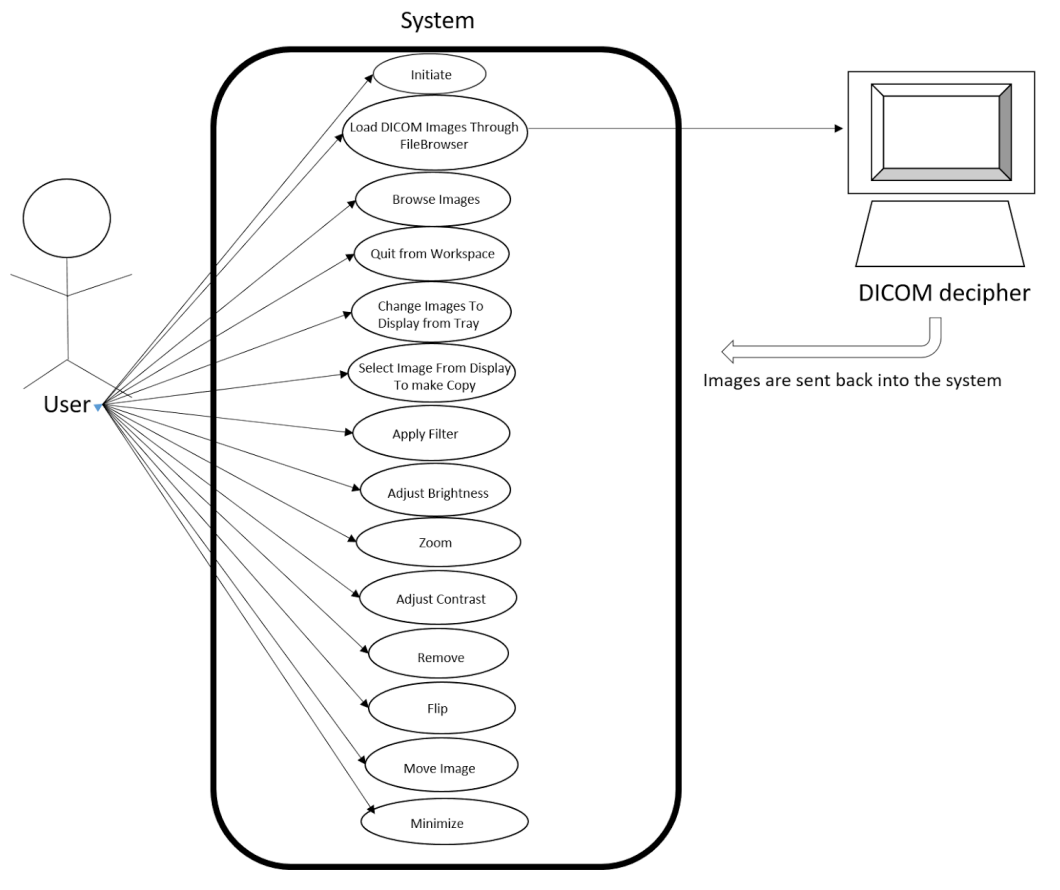 System
Initiate
Load DICOM Images Through
FileBrowser
Browse Images
Quit from Workspace
Change Images To
Display from Tray
Select Image From Display
To make Copy
Apply Filter
Adjust Brightness
Zoom
Adjust Contrast
Remove
Flip
Move Image
Minimize
User
DICOM decipher
Images are sent back into the system